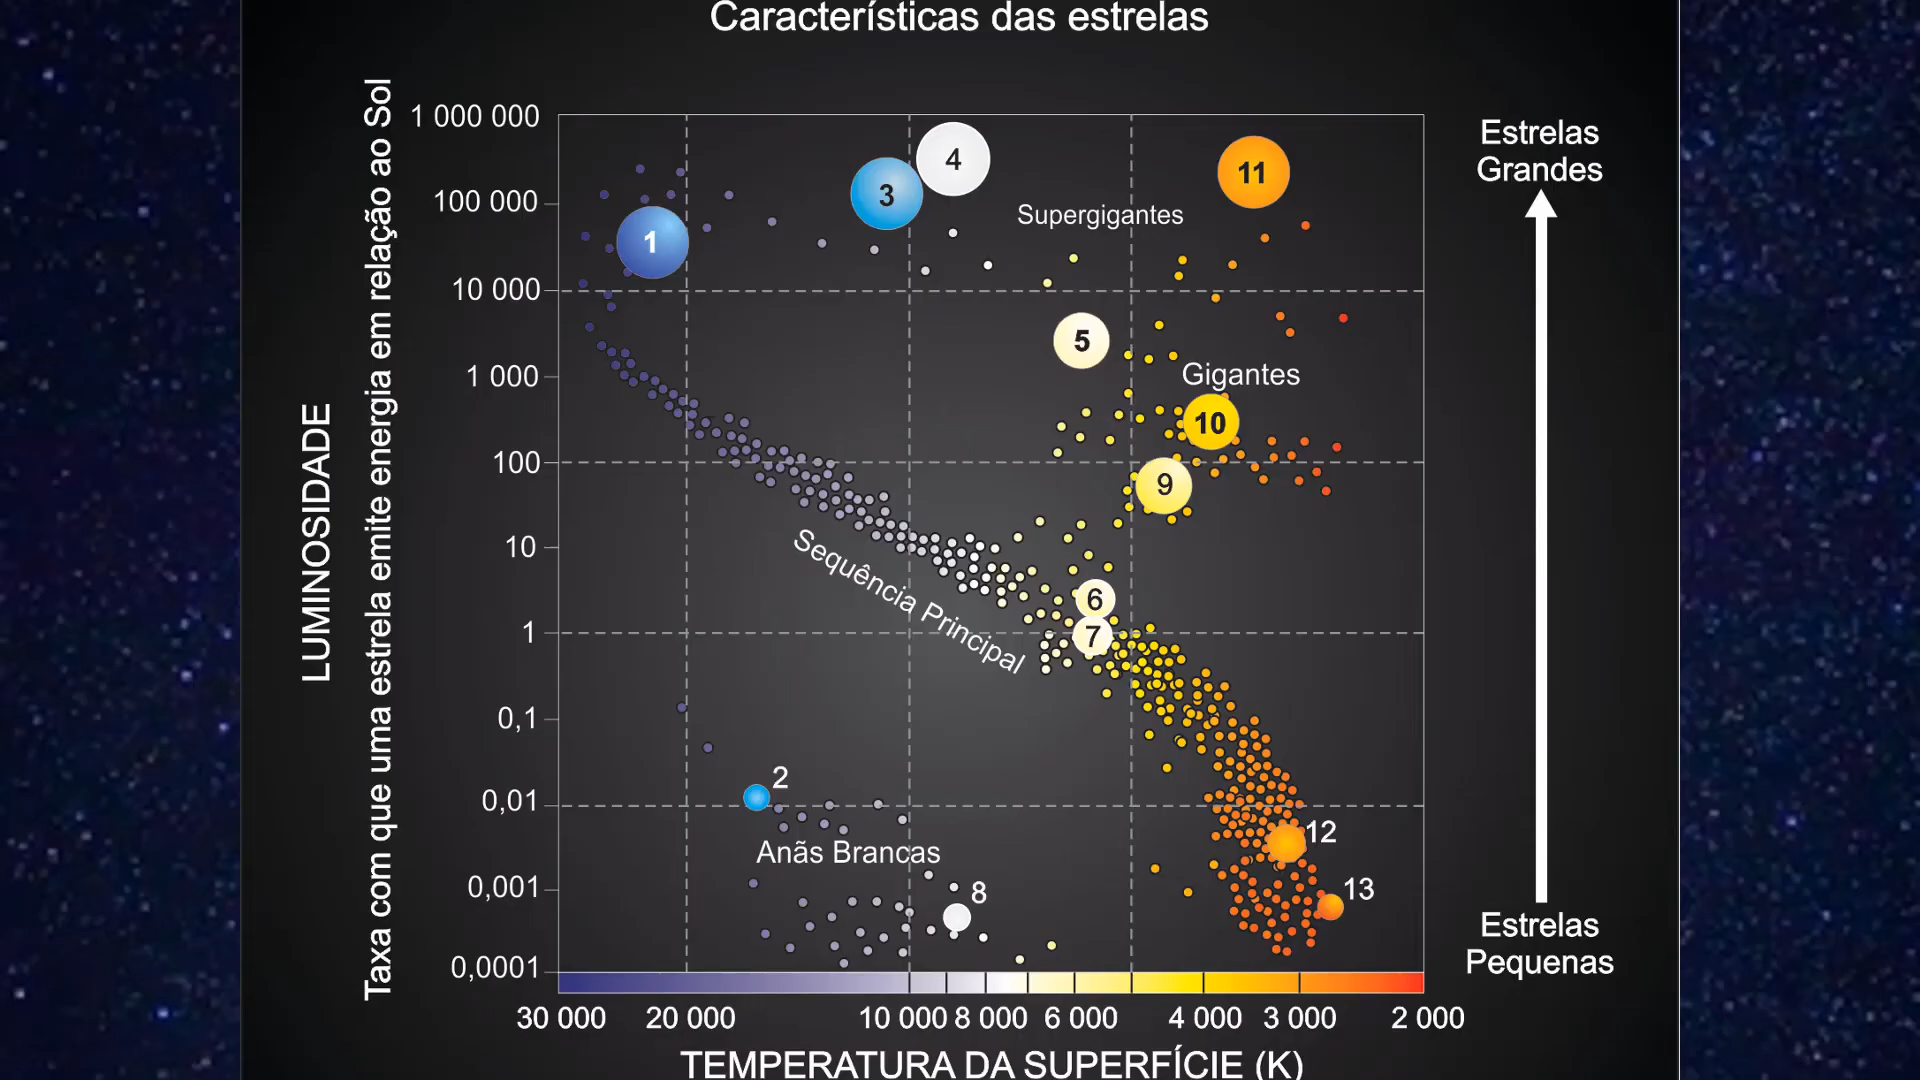 Características das estrelas
LUMINOSIDADE
Taxa com que uma estrela emite energia em relação ao Sol
1 000 000
100 000
10 000
1 000
100
10
1
0,1
0,01
0,001
0,0001
1
2
3
4
5
6
7
8
9
10
11
12
13
Supergigantes
Gigantes
Sequência Principal
Anãs Brancas
Estrelas
Grandes
Estrelas
Pequenas
30 000 20 000 10 000 8 000 6 000 4 000 3 000 2 000
TEMPERATURA DA SUPERFÍCIE (K)